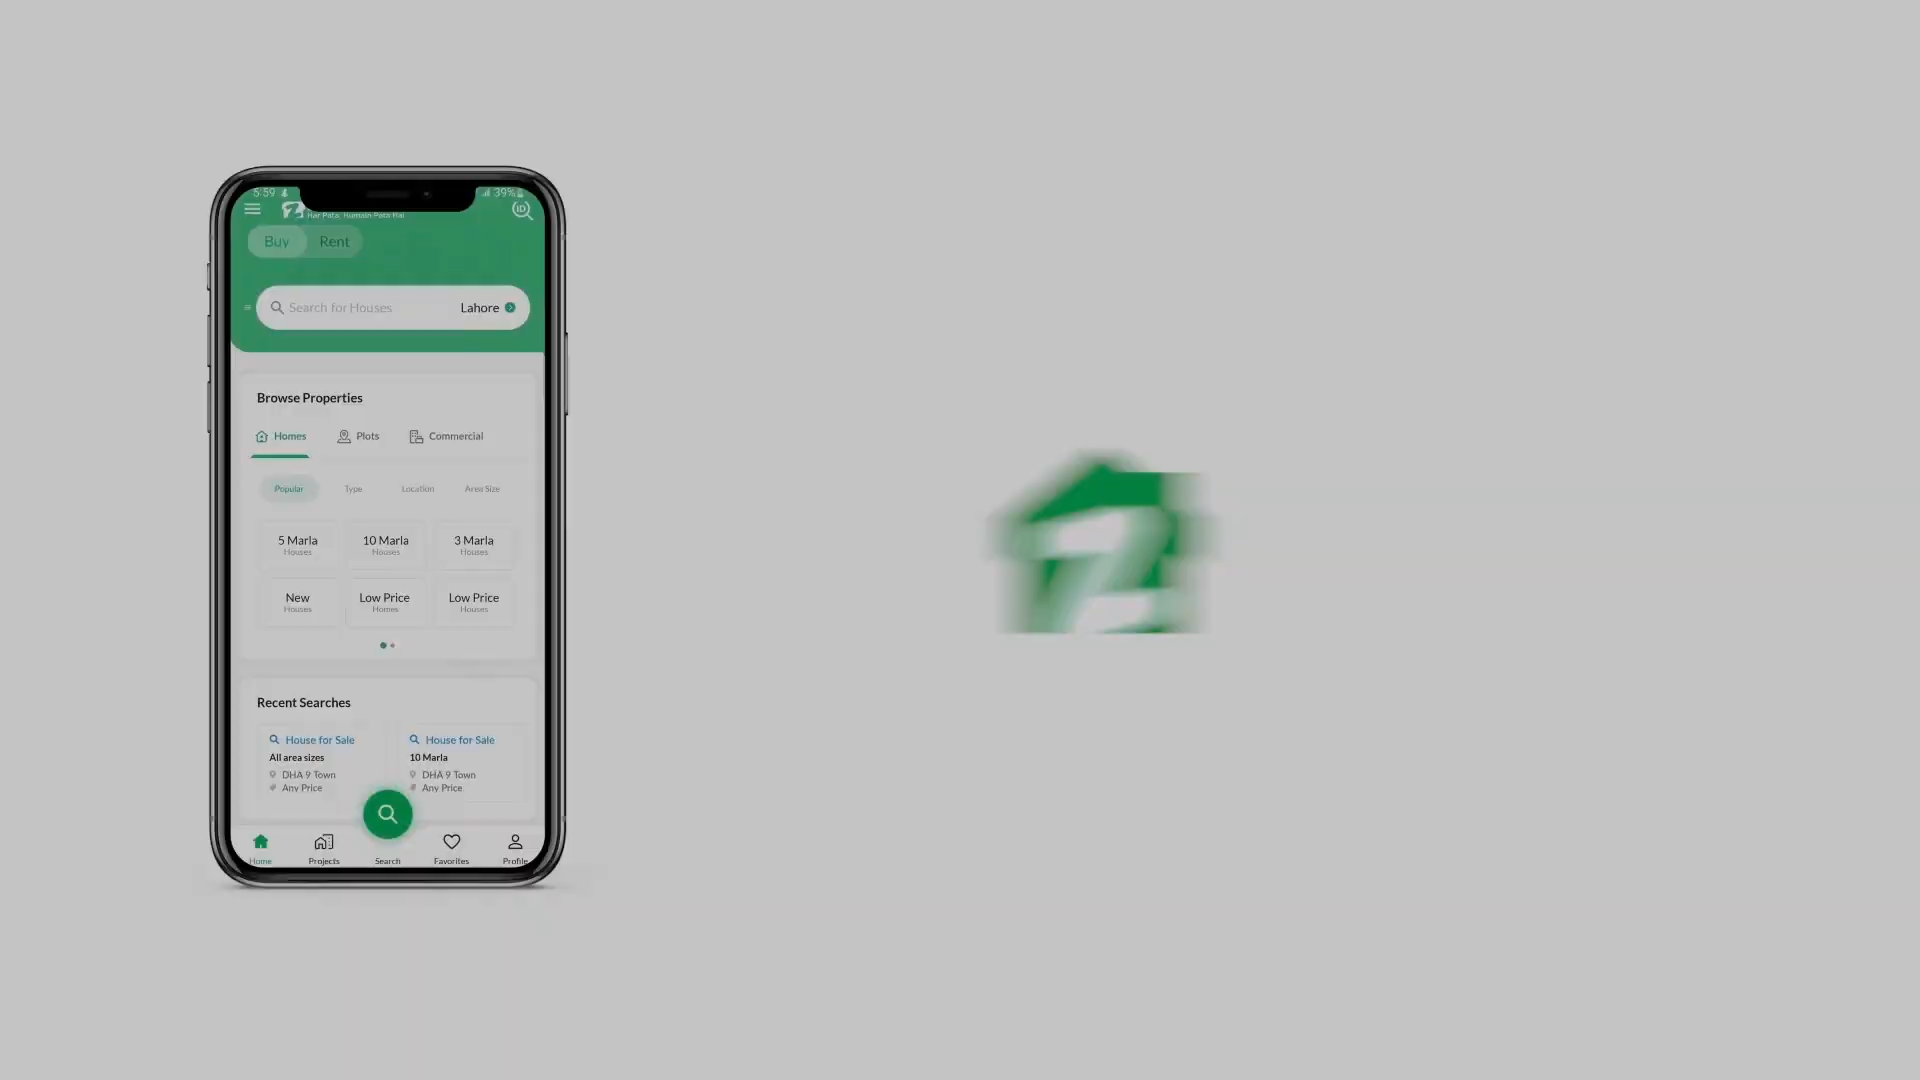 5:59 39%
Har Pata, Humain Pata Hai
Buy Rent
Search for Houses Lahore
Browse Properties
Homes Plots Commercial
Popular Type Location Area Size
5 Marla 10 Marla 3 Marla
Houses Houses Houses
New Low Price Low Price
Houses Homes Houses
Recent Searches
House for Sale House for Sale
All area sizes 10 Marla
DHA 9 Town DHA 9 Town
Any Price Any Price
Home Projects Search Favorites Profile